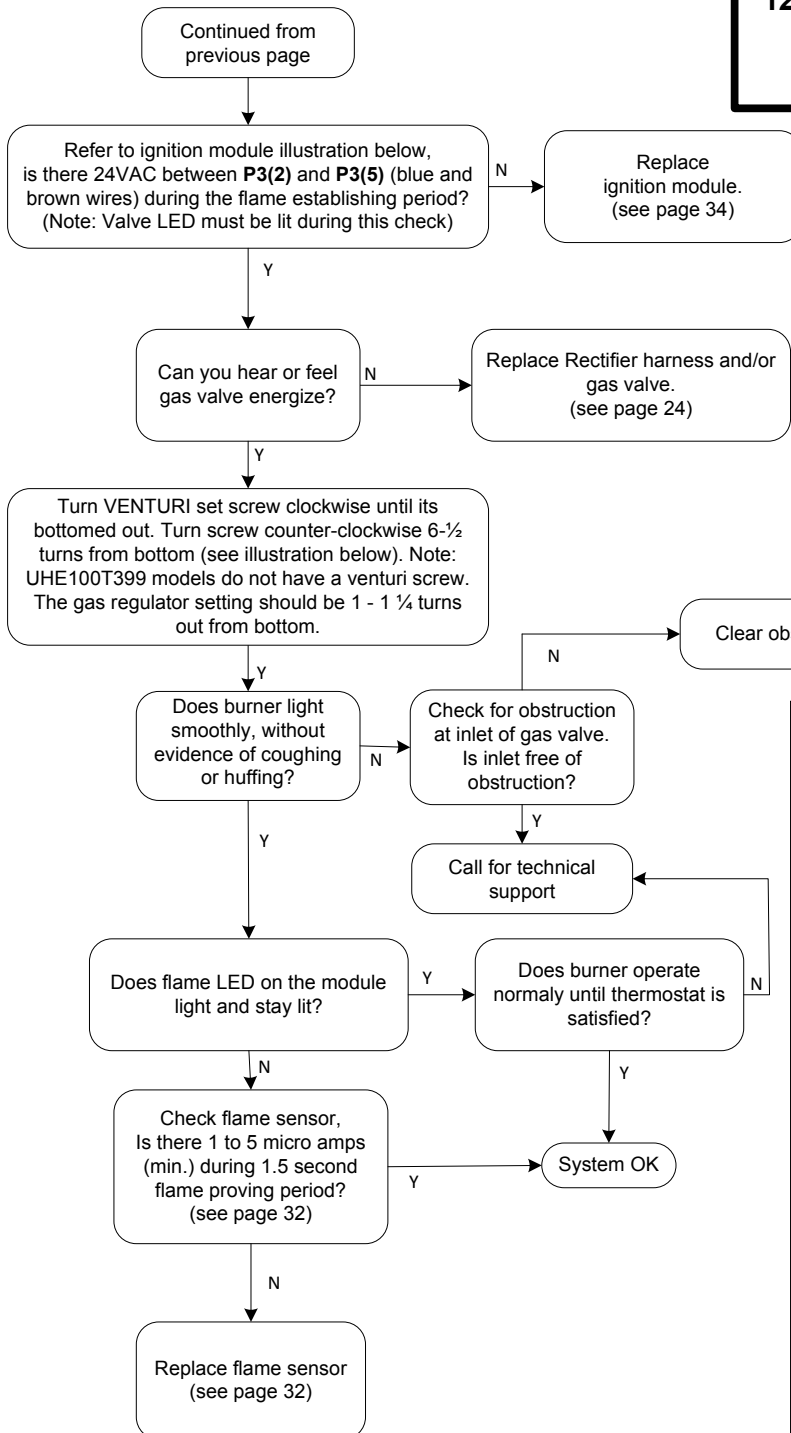 12
Continued from
previous page
Refer to ignition module illustration below,
is there 24VAC between P3(2) and P3(5) (blue and
brown wires) during the flame establishing period?
(Note: Valve LED must be lit during this check)
N
Replace
ignition module.
(see page 34)
Y
Can you hear or feel
gas valve energize?
N
Replace Rectifier harness and/or
gas valve.
(see page 24)
Y
Turn VENTURI set screw clockwise until its
bottomed out. Turn screw counter-clockwise 6-½
turns from bottom (see illustration below). Note:
UHE100T399 models do not have a venturi screw.
The gas regulator setting should be 1 - 1 ¼ turns
out from bottom.
Y
Does burner light
smoothly, without
evidence of coughing
or huffing?
N
Check for obstruction
at inlet of gas valve.
Is inlet free of
obstruction?
N
Clear ob
Y
Call for technical
support
Y
Does flame LED on the module
light and stay lit?
Y
Does burner operate
normaly until thermostat is
satisfied?
N
Y
N
Check flame sensor,
Is there 1 to 5 micro amps
(min.) during 1.5 second
flame proving period?
(see page 32)
Y
System OK
N
Replace flame sensor
(see page 32)